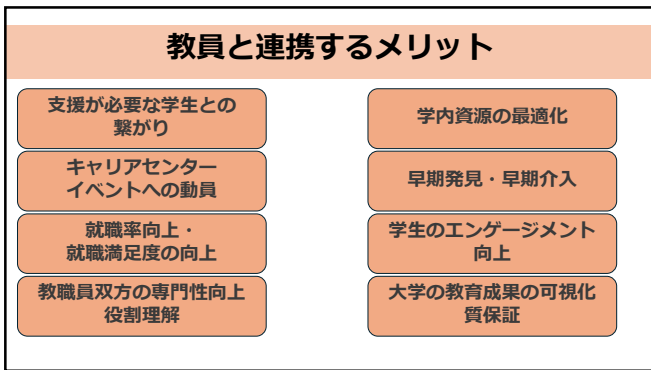 教員と連携するメリット
支援が必要な学生との
繋がり
キャリアセンター
イベントへの動員
就職率向上・
就職満足度の向上
教職員双方の専門性向上
役割理解
学内資源の最適化
早期発見・早期介入
学生のエンゲージメント
向上
大学の教育成果の可視化
質保証